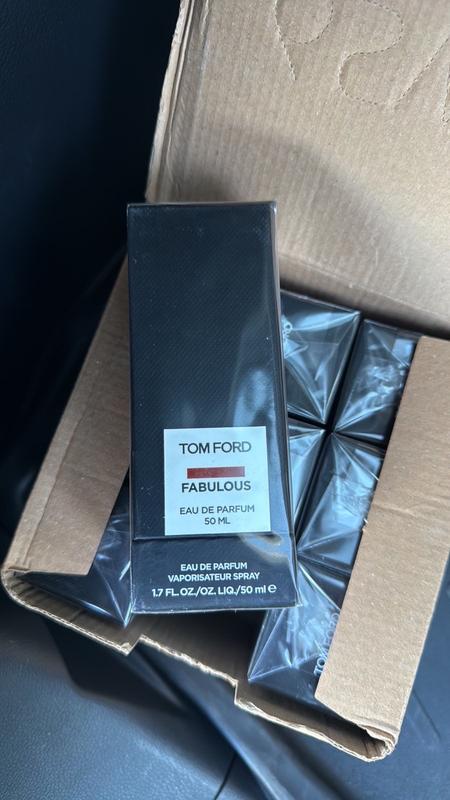 TOM FORD
FABULOUS
EAU DE PARFUM
50 ML
EAU DE PARFUM
VAPORISATEUR SPRAY
1.7 FL.OZ./OZ. LIQ./50 ml ℮
TOM FORD